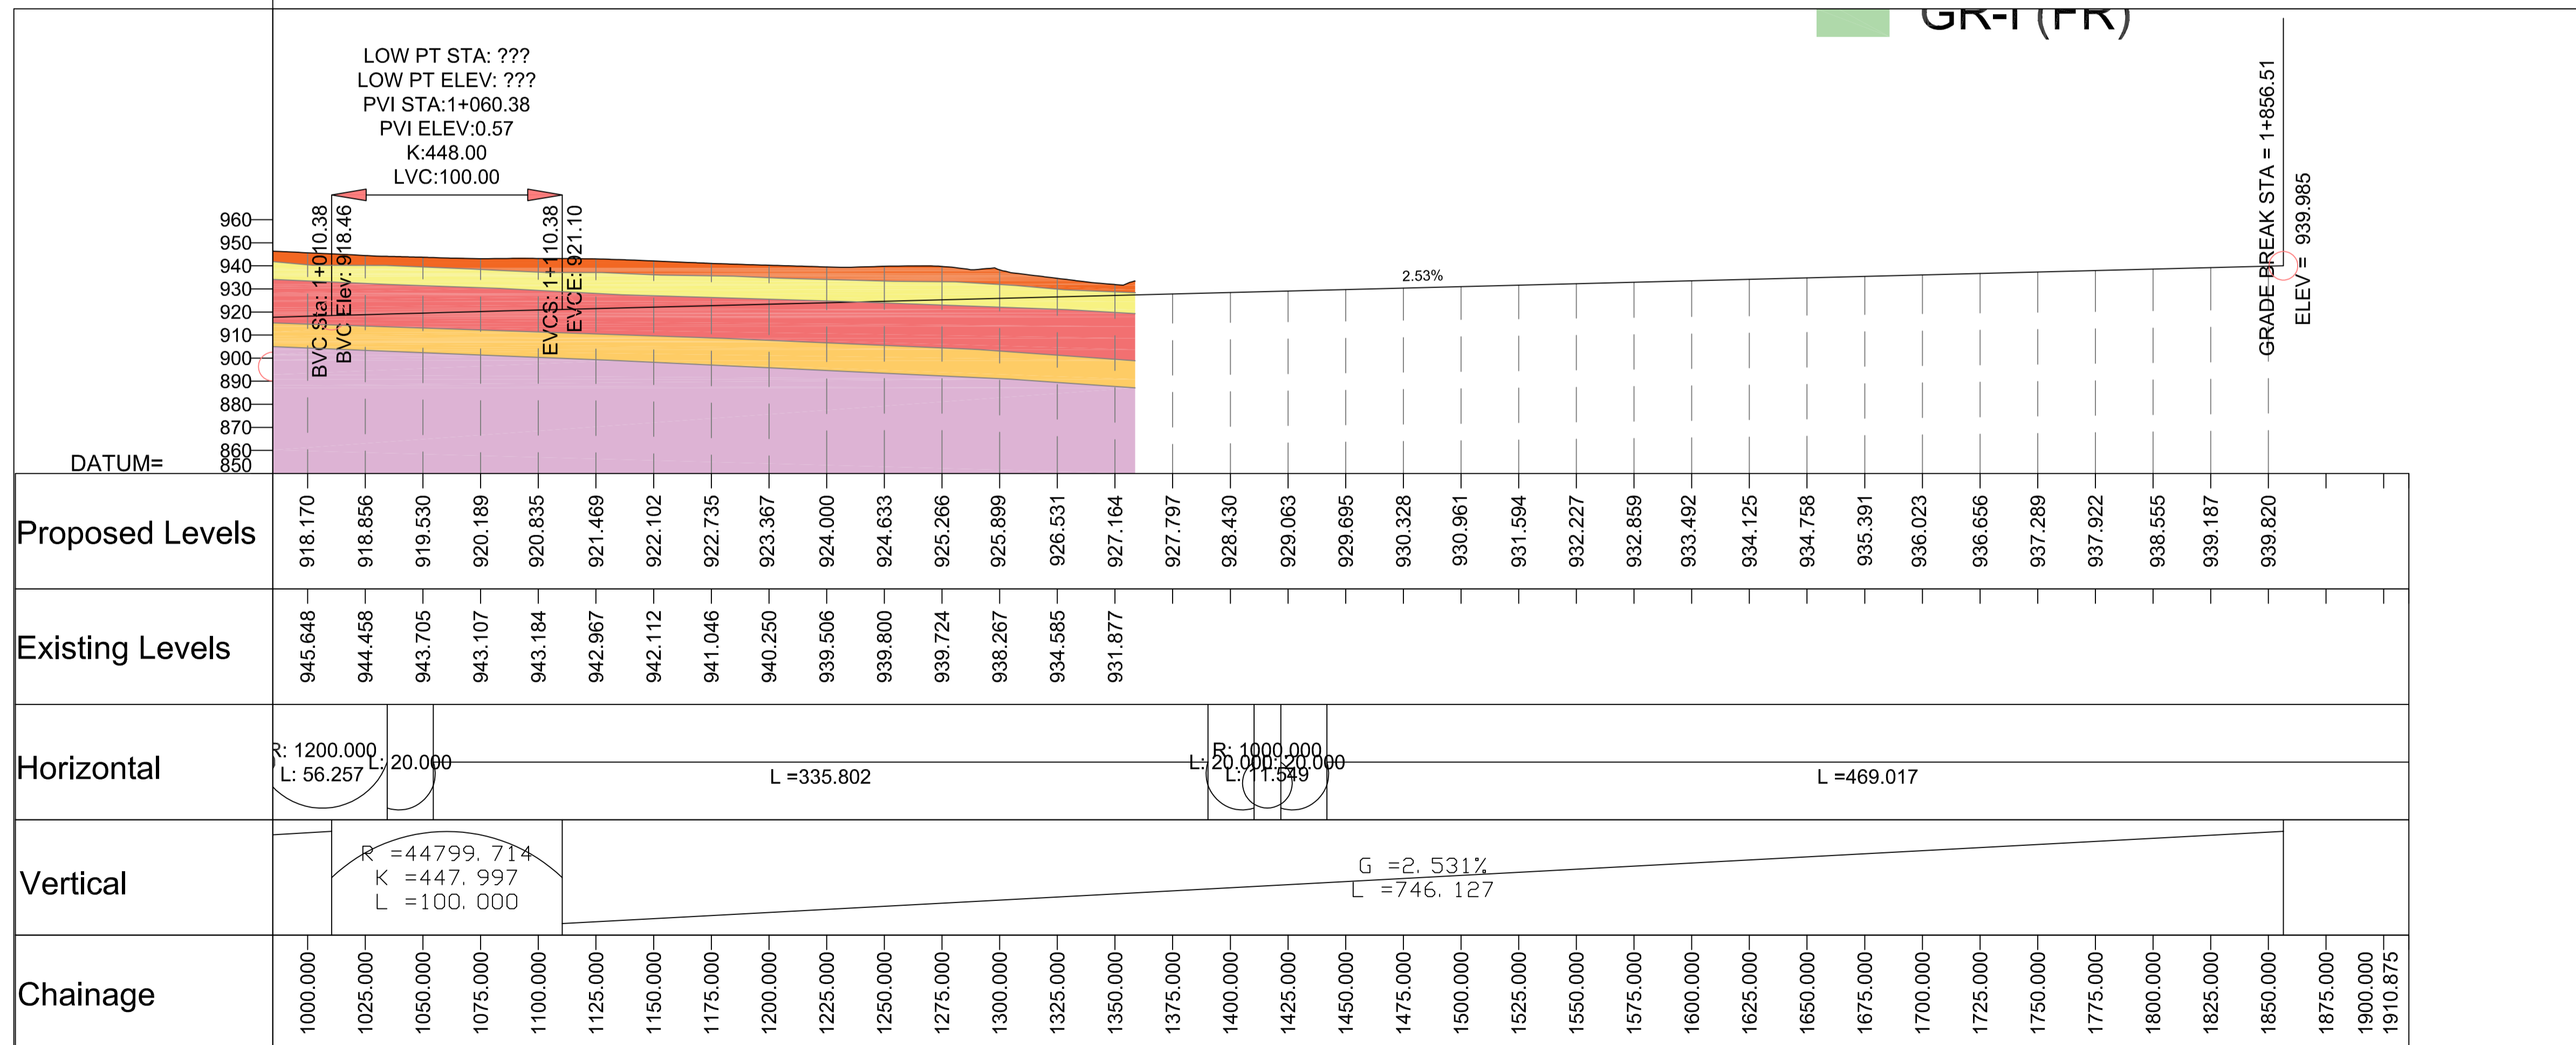 GR-I (FR)
LOW PT STA: ???
LOW PT ELEV: ???
PVI STA:1+060.38
PVI ELEV:0.57
K:448.00
LVC:100.00
BVC Sta: 1+010.38
BVC Elev: 918.46
EVCS: 1+110.38
EVCE: 921.10
GRADE BREAK STA = 1+856.51
ELEV = 939.985
2.53%
960
950
940
930
920
910
900
890
880
870
860
850
DATUM=
Proposed Levels 918.170 918.856 919.530 920.189 920.835 921.469 922.102 922.735 923.367 924.000 924.633 925.266 925.899 926.531 927.164 927.797 928.430 929.063 929.695 930.328 930.961 931.594 932.227 932.859 933.492 934.125 934.758 935.391 936.023 936.656 937.289 937.922 938.555 939.187 939.820
Existing Levels 945.648 944.458 943.705 943.107 943.184 942.967 942.112 941.046 940.250 939.506 939.800 939.724 938.267 934.585 931.877
Horizontal
R: 1200.000
L: 56.257
L: 20.000
L =335.802
R: 1000.000
L: 20.000
L: 20.000
L: 11.549
L =469.017
Vertical
R =44799.714
K =447.997
L =100.000
G =2.531%
L =746.127
Chainage 1000.000 1025.000 1050.000 1075.000 1100.000 1125.000 1150.000 1175.000 1200.000 1225.000 1250.000 1275.000 1300.000 1325.000 1350.000 1375.000 1400.000 1425.000 1450.000 1475.000 1500.000 1525.000 1550.000 1575.000 1600.000 1625.000 1650.000 1675.000 1700.000 1725.000 1750.000 1775.000 1800.000 1825.000 1850.000 1875.000 1900.000 1910.875